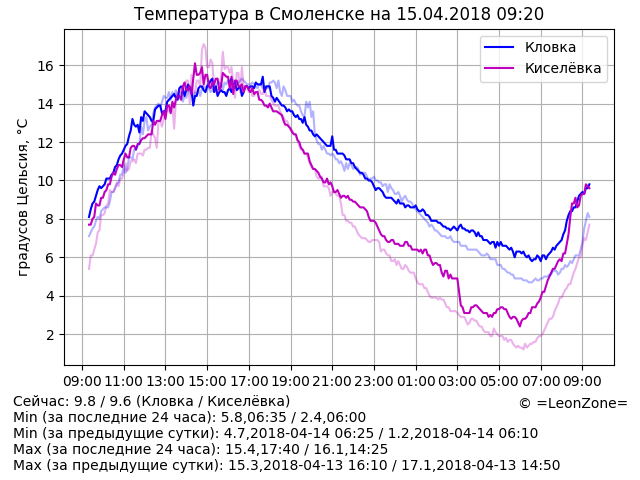 Температура в Смоленске на 15.04.2018 09:20
Кловка
Киселёвка
градусов Цельсия, °C
16
14
12
10
8
6
4
2
09:00 11:00 13:00 15:00 17:00 19:00 21:00 23:00 01:00 03:00 05:00 07:00 09:00
Сейчас: 9.8 / 9.6 (Кловка / Киселёвка)
© =LeonZone=
Min (за последние 24 часа): 5.8,06:35 / 2.4,06:00
Min (за предыдущие сутки): 4.7,2018-04-14 06:25 / 1.2,2018-04-14 06:10
Max (за последние 24 часа): 15.4,17:40 / 16.1,14:25
Max (за предыдущие сутки): 15.3,2018-04-13 16:10 / 17.1,2018-04-13 14:50